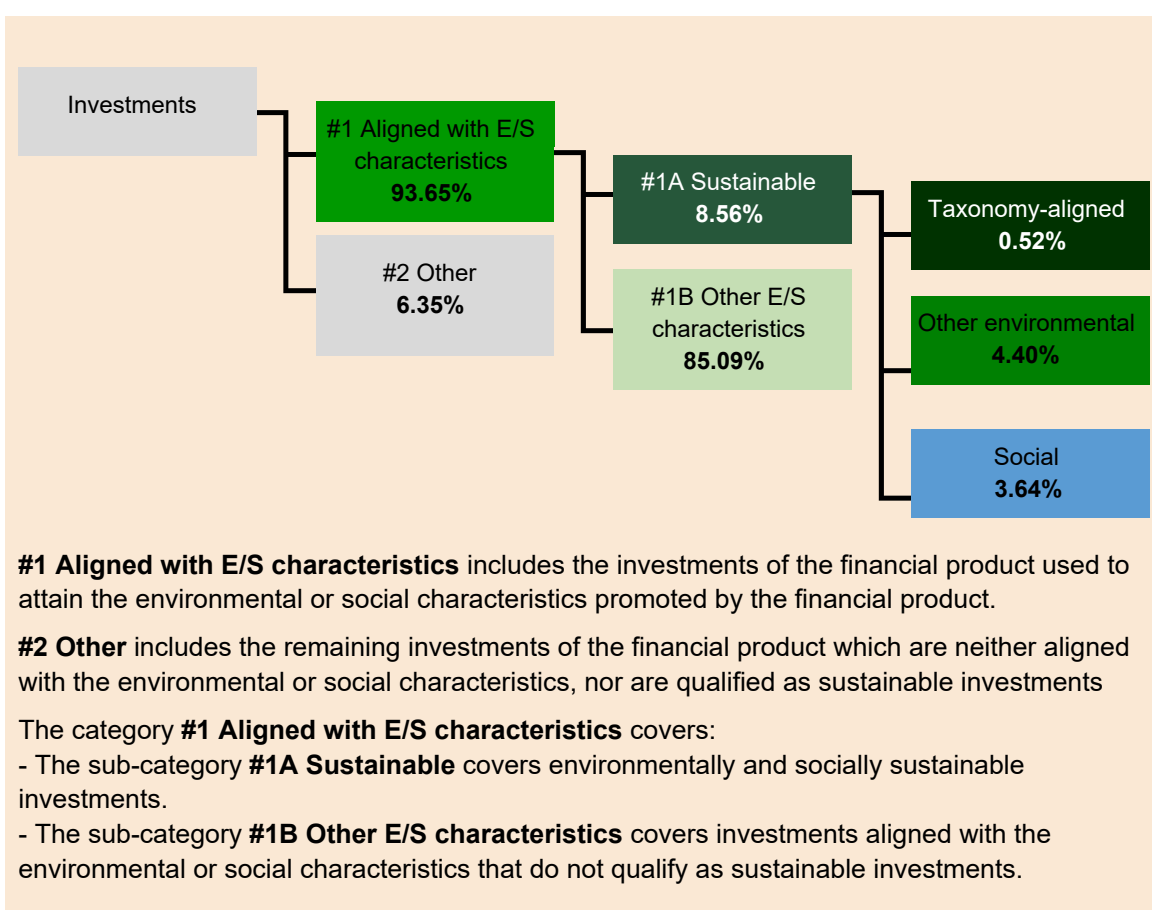 Investments
#1 Aligned with E/S
characteristics
93.65%
#2 Other
6.35%
#1A Sustainable
8.56%
#1B Other E/S
characteristics
85.09%
Taxonomy-aligned
0.52%
Other environmental
4.40%
Social
3.64%
#1 Aligned with E/S characteristics includes the investments of the financial product used to
attain the environmental or social characteristics promoted by the financial product.
#2 Other includes the remaining investments of the financial product which are neither aligned
with the environmental or social characteristics, nor are qualified as sustainable investments
The category #1 Aligned with E/S characteristics covers:
- The sub-category #1A Sustainable covers environmentally and socially sustainable
investments.
- The sub-category #1B Other E/S characteristics covers investments aligned with the
environmental or social characteristics that do not qualify as sustainable investments.